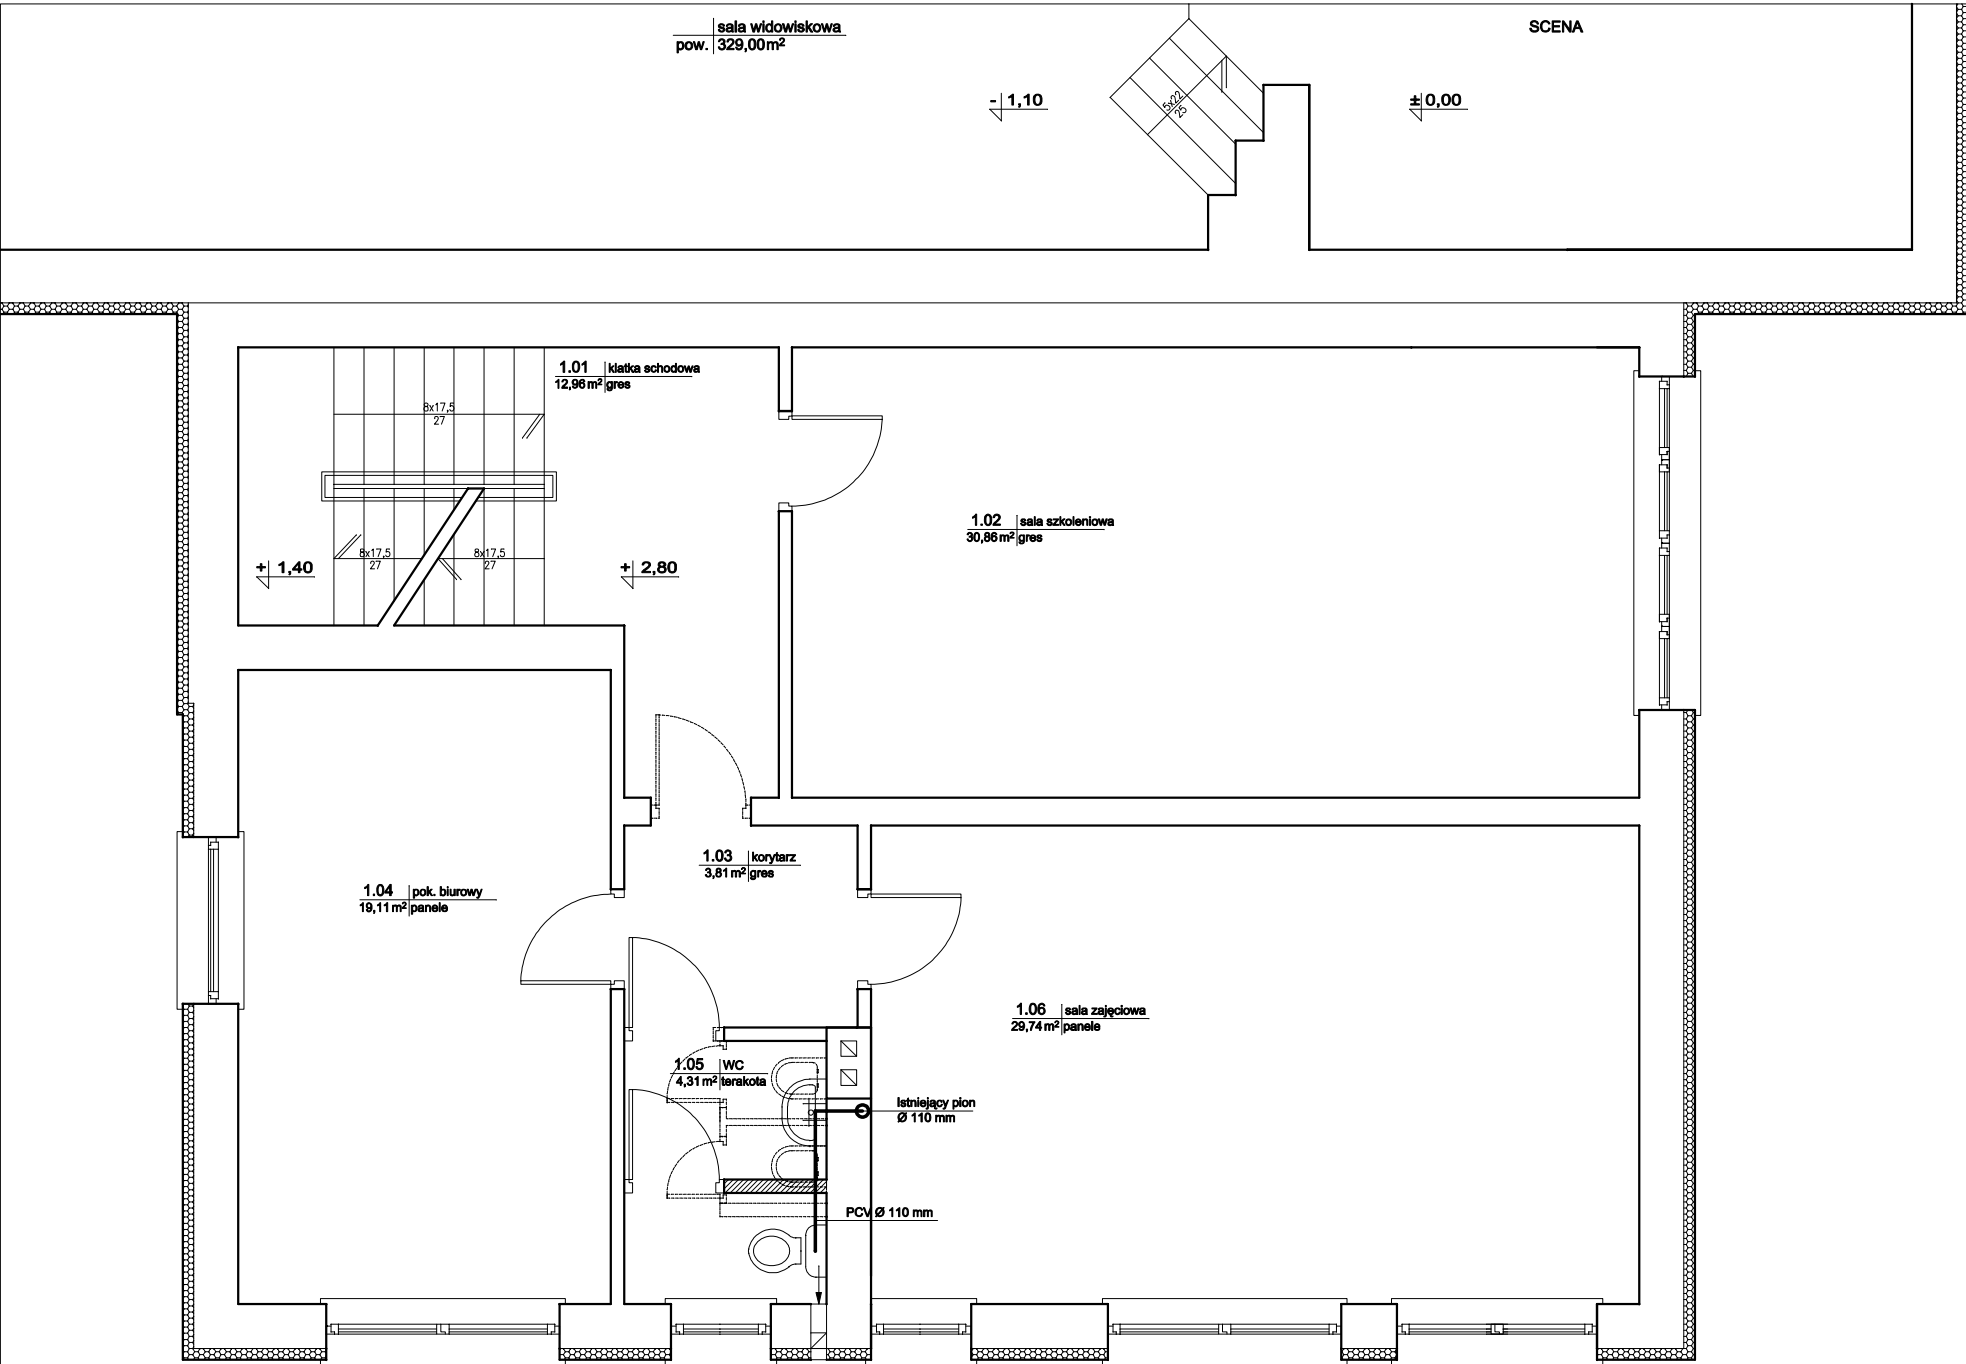 sala widowiskowa
pow. 329,00m²
SCENA
- 1,10
± 0,00
5x22
25
1.01 klatka schodowa
12,96 m² gres
8x17,5
27
8x17,5
27
8x17,5
27
+ 1,40
+ 2,80
1.02 sala szkoleniowa
30,86 m² gres
1.03 korytarz
3,81 m² gres
1.04 pok. biurowy
19,11 m² panele
1.05 WC
4,31 m² terakota
1.06 sala zajęciowa
29,74 m² panele
Istniejący pion
Ø 110 mm
PCV Ø 110 mm